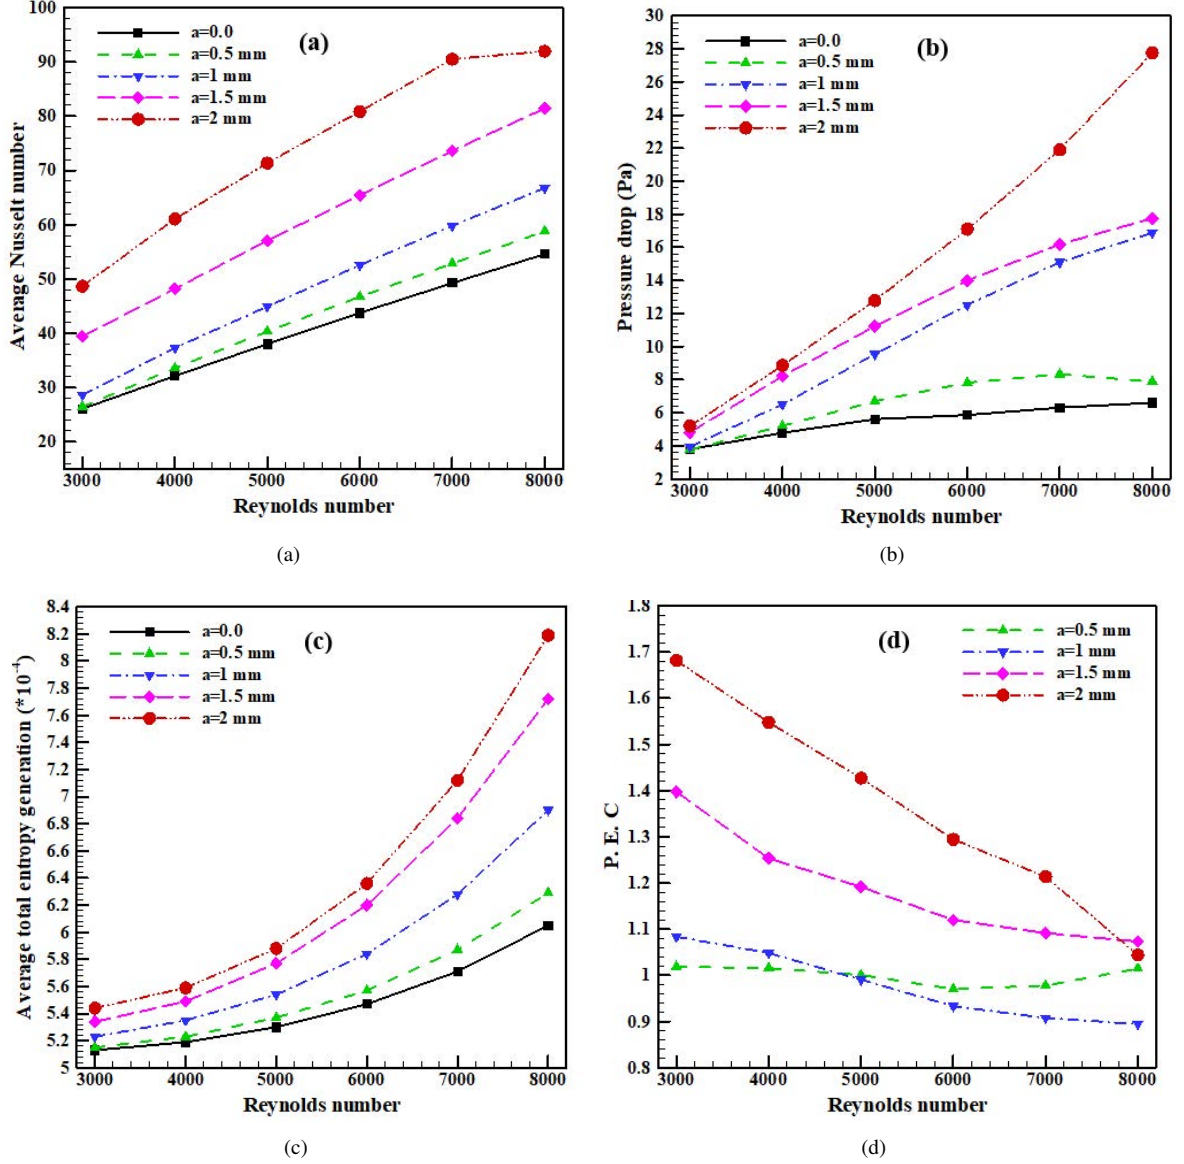 100
90
80
70
60
50
40
30
20
Average Nusselt number
a=0.0
a=0.5 mm
a=1 mm
a=1.5 mm
a=2 mm
(a)
3000 4000 5000 6000 7000 8000
Reynolds number
(a)
30
28
26
24
22
20
18
16
14
12
10
8
6
4
2
Pressure drop (Pa)
a=0.0
a=0.5 mm
a=1 mm
a=1.5 mm
a=2 mm
(b)
3000 4000 5000 6000 7000 8000
Reynolds number
(b)
8.4
8.2
8
7.8
7.6
7.4
7.2
7
6.8
6.6
6.4
6.2
6
5.8
5.6
5.4
5.2
5
Average total entropy generation (*10⁻⁴)
a=0.0
a=0.5 mm
a=1 mm
a=1.5 mm
a=2 mm
(c)
3000 4000 5000 6000 7000 8000
Reynolds number
(c)
1.8
1.7
1.6
1.5
1.4
1.3
1.2
1.1
1
0.9
0.8
P. E. C
(d)
a=0.5 mm
a=1 mm
a=1.5 mm
a=2 mm
3000 4000 5000 6000 7000 8000
Reynolds number
(d)